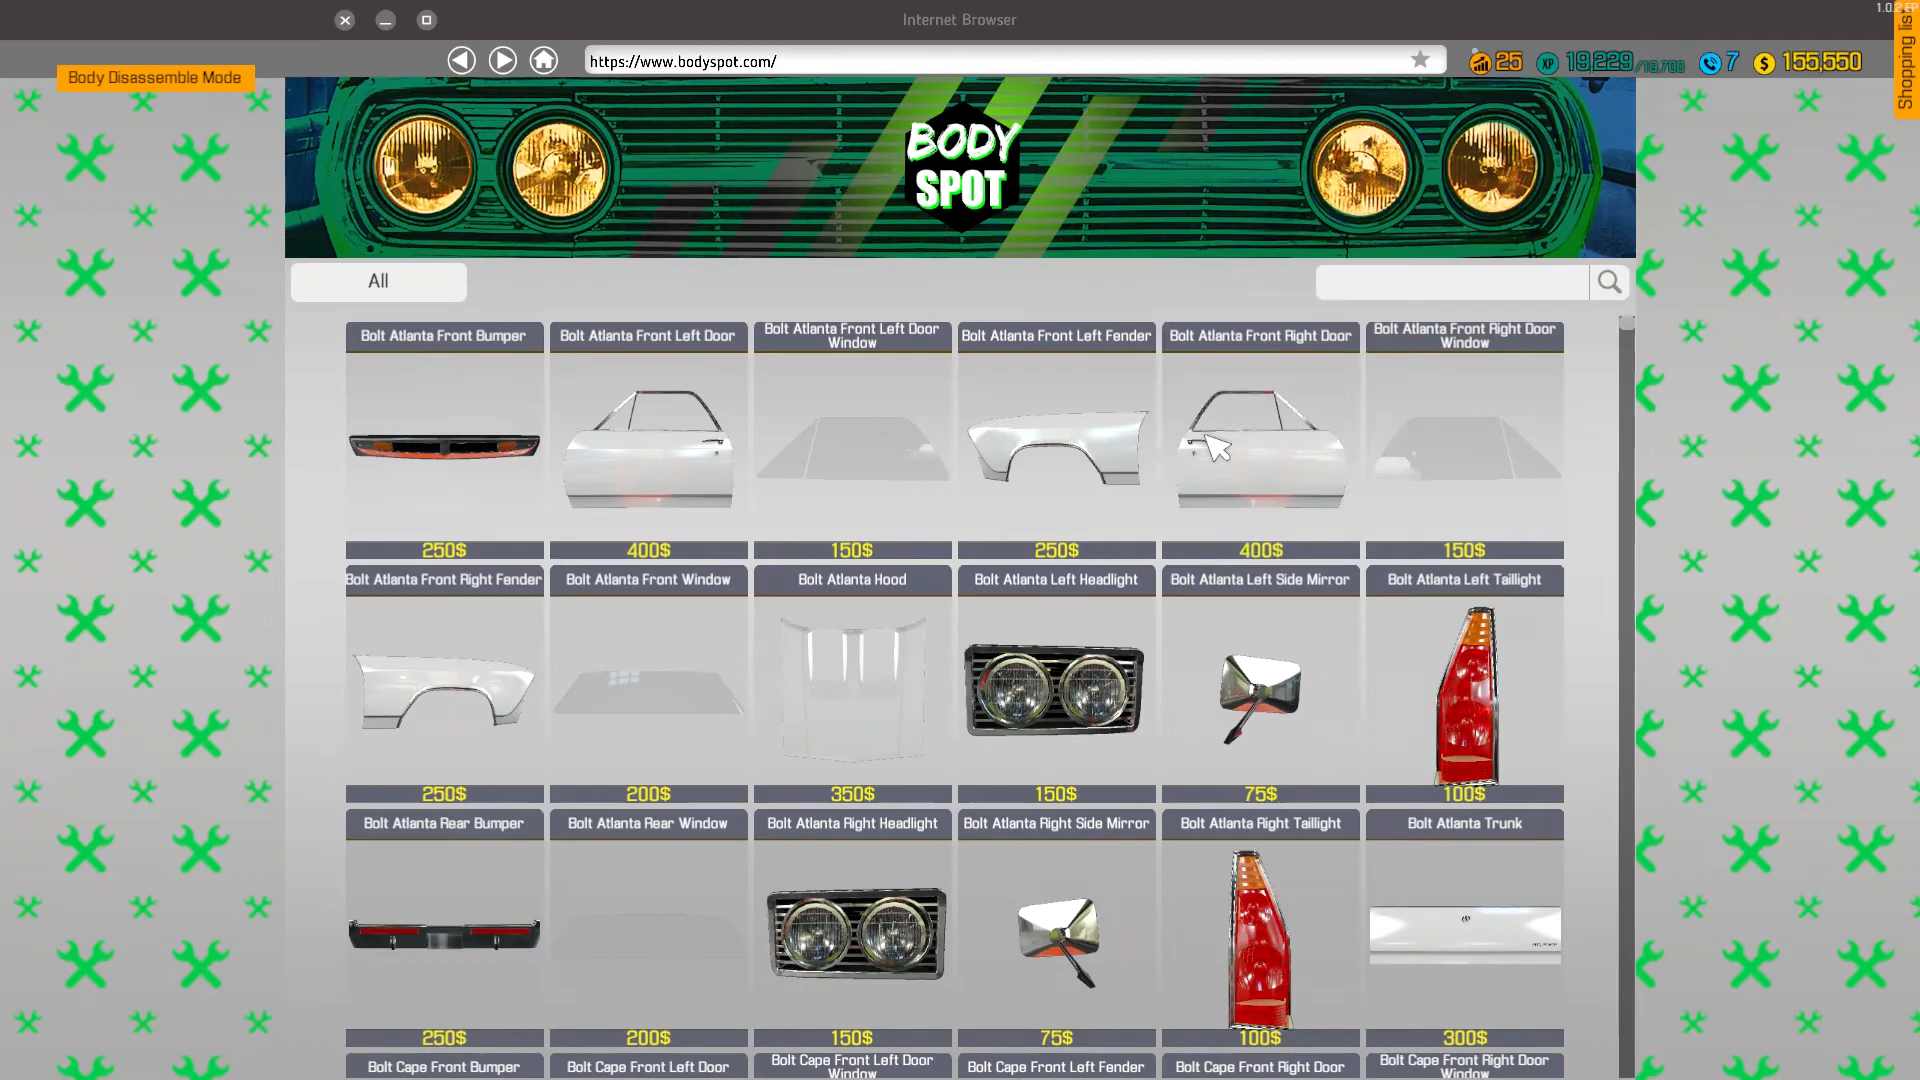 Internet Browser
1.0.2 EP
https://www.bodyspot.com/
25
XP
19,229/19,700
7
$
155,550
Shopping list
Body Disassemble Mode
BODY
SPOT
All
Bolt Atlanta Front Bumper
Bolt Atlanta Front Left Door
Bolt Atlanta Front Left Door
Window
Bolt Atlanta Front Left Fender
Bolt Atlanta Front Right Door
Bolt Atlanta Front Right Door
Window
250$
400$
150$
250$
400$
150$
Bolt Atlanta Front Right Fender
Bolt Atlanta Front Window
Bolt Atlanta Hood
Bolt Atlanta Left Headlight
Bolt Atlanta Left Side Mirror
Bolt Atlanta Left Taillight
250$
200$
350$
150$
75$
100$
Bolt Atlanta Rear Bumper
Bolt Atlanta Rear Window
Bolt Atlanta Right Headlight
Bolt Atlanta Right Side Mirror
Bolt Atlanta Right Taillight
Bolt Atlanta Trunk
250$
200$
150$
75$
100$
300$
Bolt Cape Front Bumper
Bolt Cape Front Left Door
Bolt Cape Front Left Door
Window
Bolt Cape Front Left Fender
Bolt Cape Front Right Door
Bolt Cape Front Right Door
Window